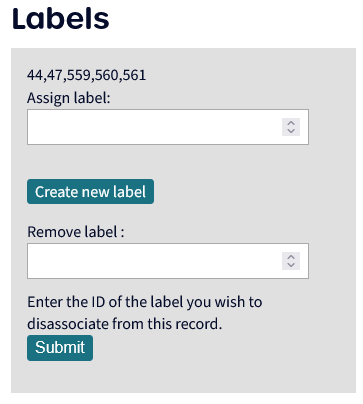 Labels
44,47,559,560,561
Assign label:
Create new label
Remove label :
Enter the ID of the label you wish to
disassociate from this record.
Submit